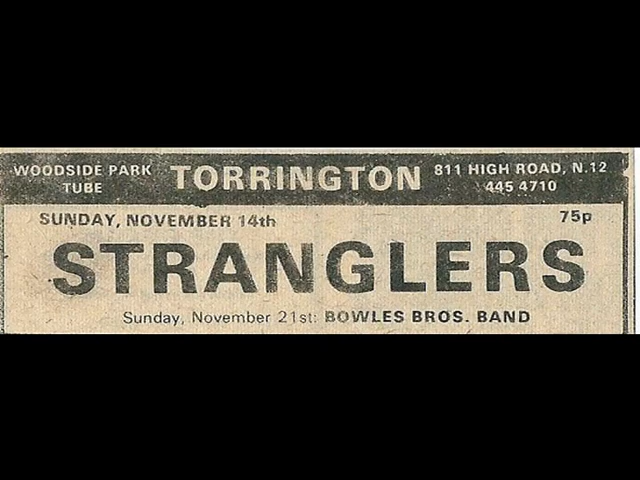 WOODSIDE PARK TUBE TORRINGTON 811 HIGH ROAD, N.12 445 4710
SUNDAY, NOVEMBER 14th 75p
STRANGLERS
Sunday, November 21st: BOWLES BROS. BAND